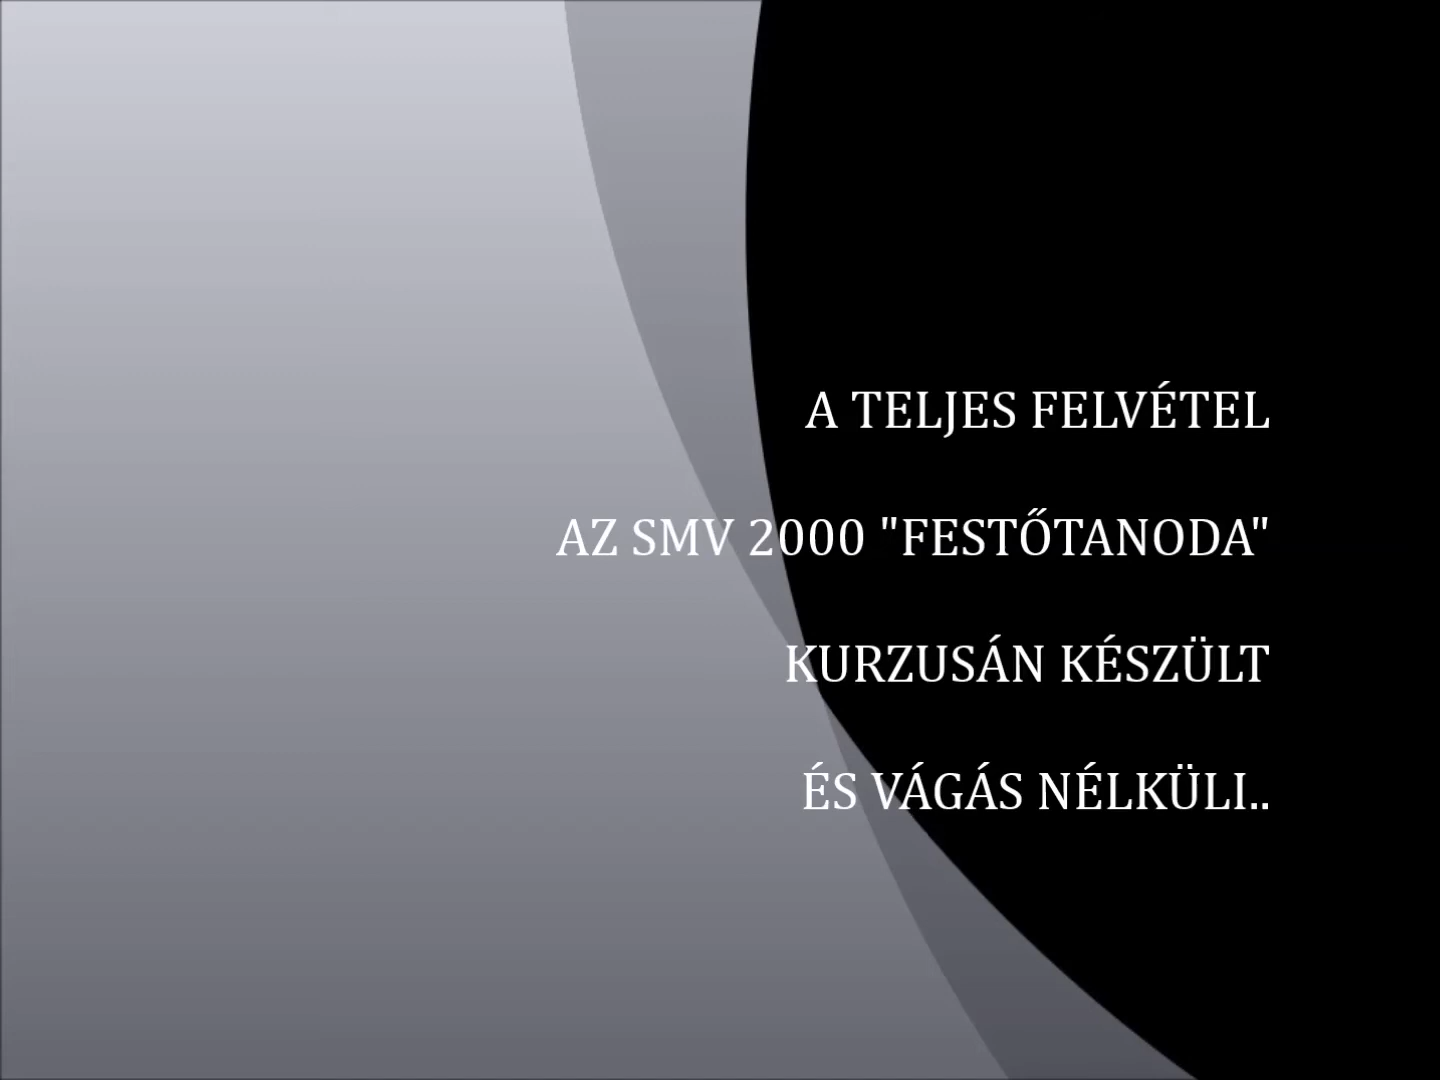 A TELJES FELVÉTEL
AZ SMV 2000 "FESTŐTANODA"
KURZUSÁN KÉSZÜLT
ÉS VÁGÁS NÉLKÜLI..